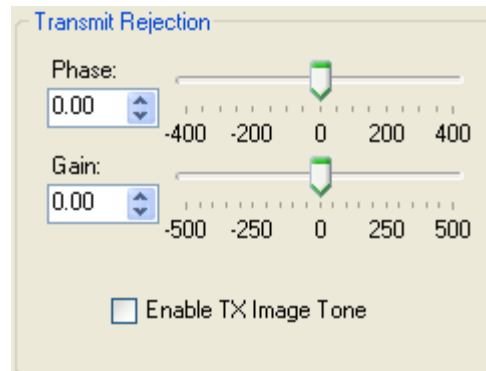 Transmit Rejection
Phase:
0.00
-400 -200 0 200 400
Gain:
0.00
-500 -250 0 250 500
Enable TX Image Tone